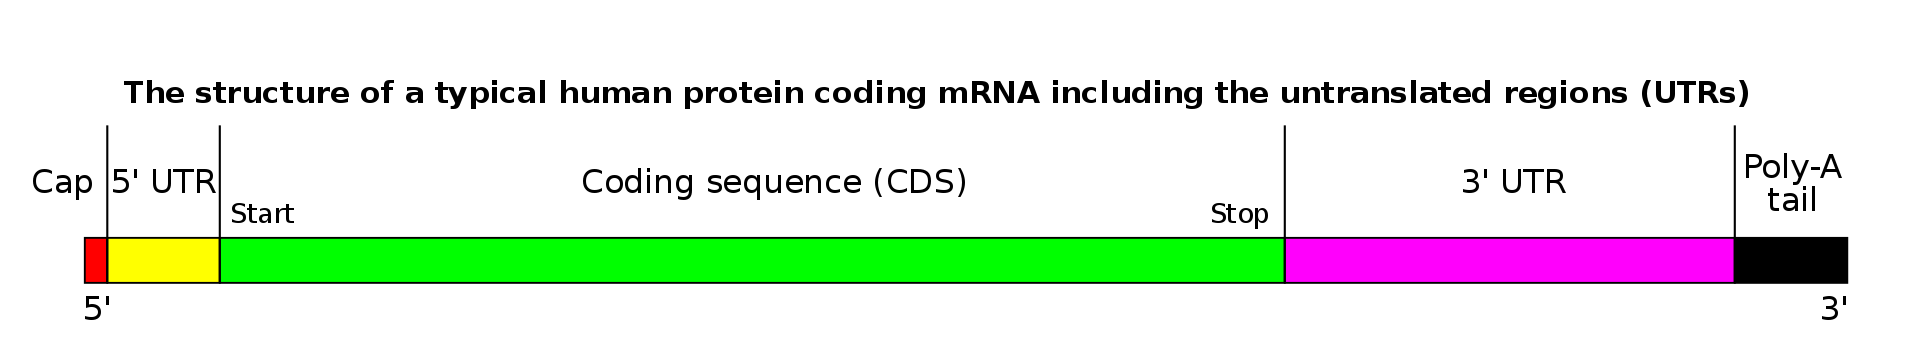 The structure of a typical human protein coding mRNA including the untranslated regions (UTRs)
Cap
5' UTR
Coding sequence (CDS)
3' UTR
Poly-A
tail
Start
Stop
5'
3'